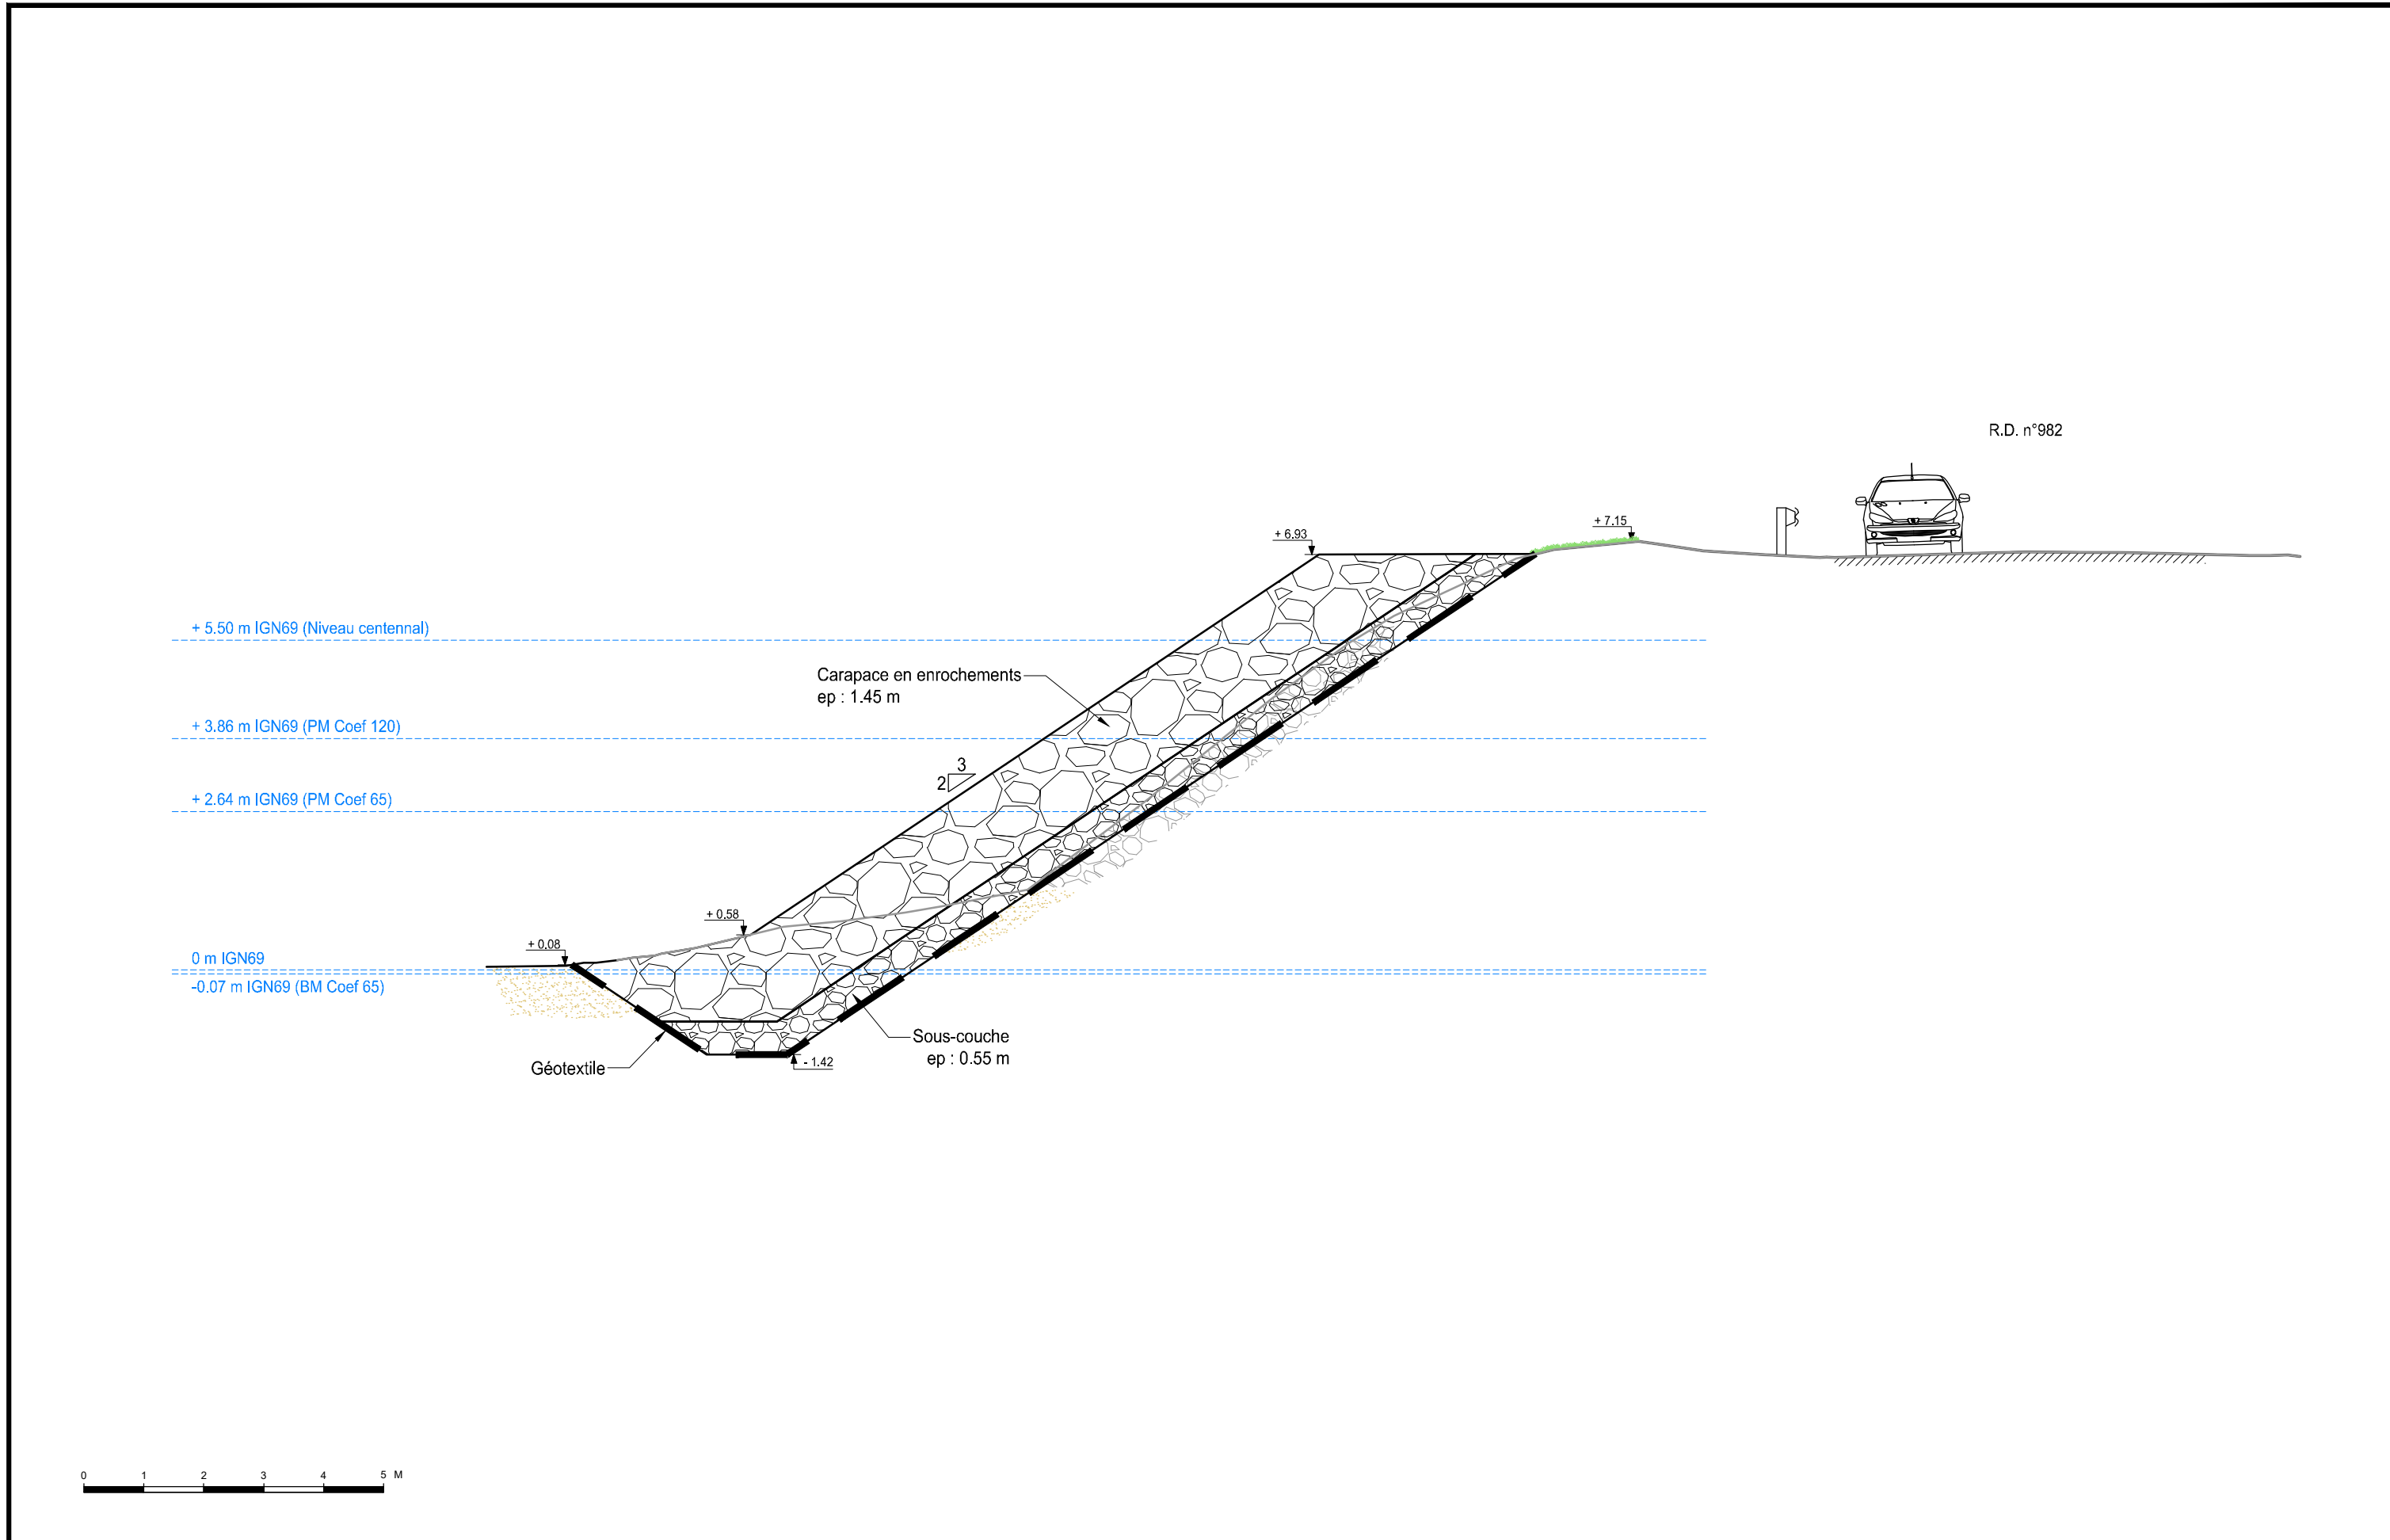 R.D. n°982
+ 7.15
+ 6.93
+ 5.50 m IGN69 (Niveau centennal)
Carapace en enrochements
ep : 1.45 m
+ 3.86 m IGN69 (PM Coef 120)
3
2
+ 2.64 m IGN69 (PM Coef 65)
+ 0.58
+ 0.08
0 m IGN69
-0.07 m IGN69 (BM Coef 65)
Sous-couche
ep : 0.55 m
Géotextile
- 1.42
0 1 2 3 4 5 M